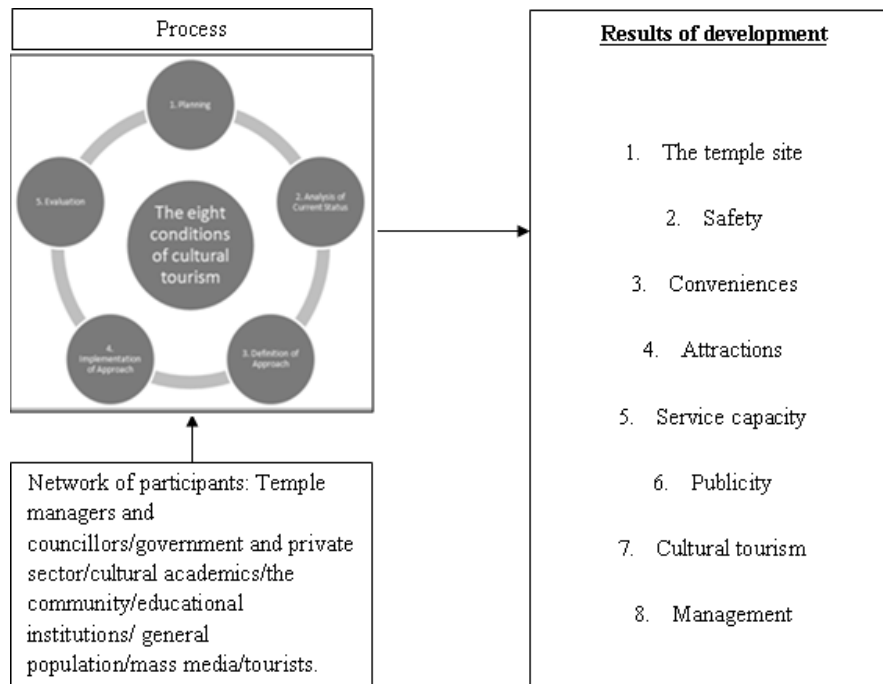 Process
1. Planning
2. Analysis of
Current Status
3. Definition of
Approach
4.
Implementation
of Approach
5. Evaluation
The eight
conditions
of cultural
tourism
Network of participants: Temple
managers and
councillors/government and private
sector/cultural academics/the
community/educational
institutions/ general
population/mass media/tourists.
Results of development
1. The temple site
2. Safety
3. Conveniences
4. Attractions
5. Service capacity
6. Publicity
7. Cultural tourism
8. Management